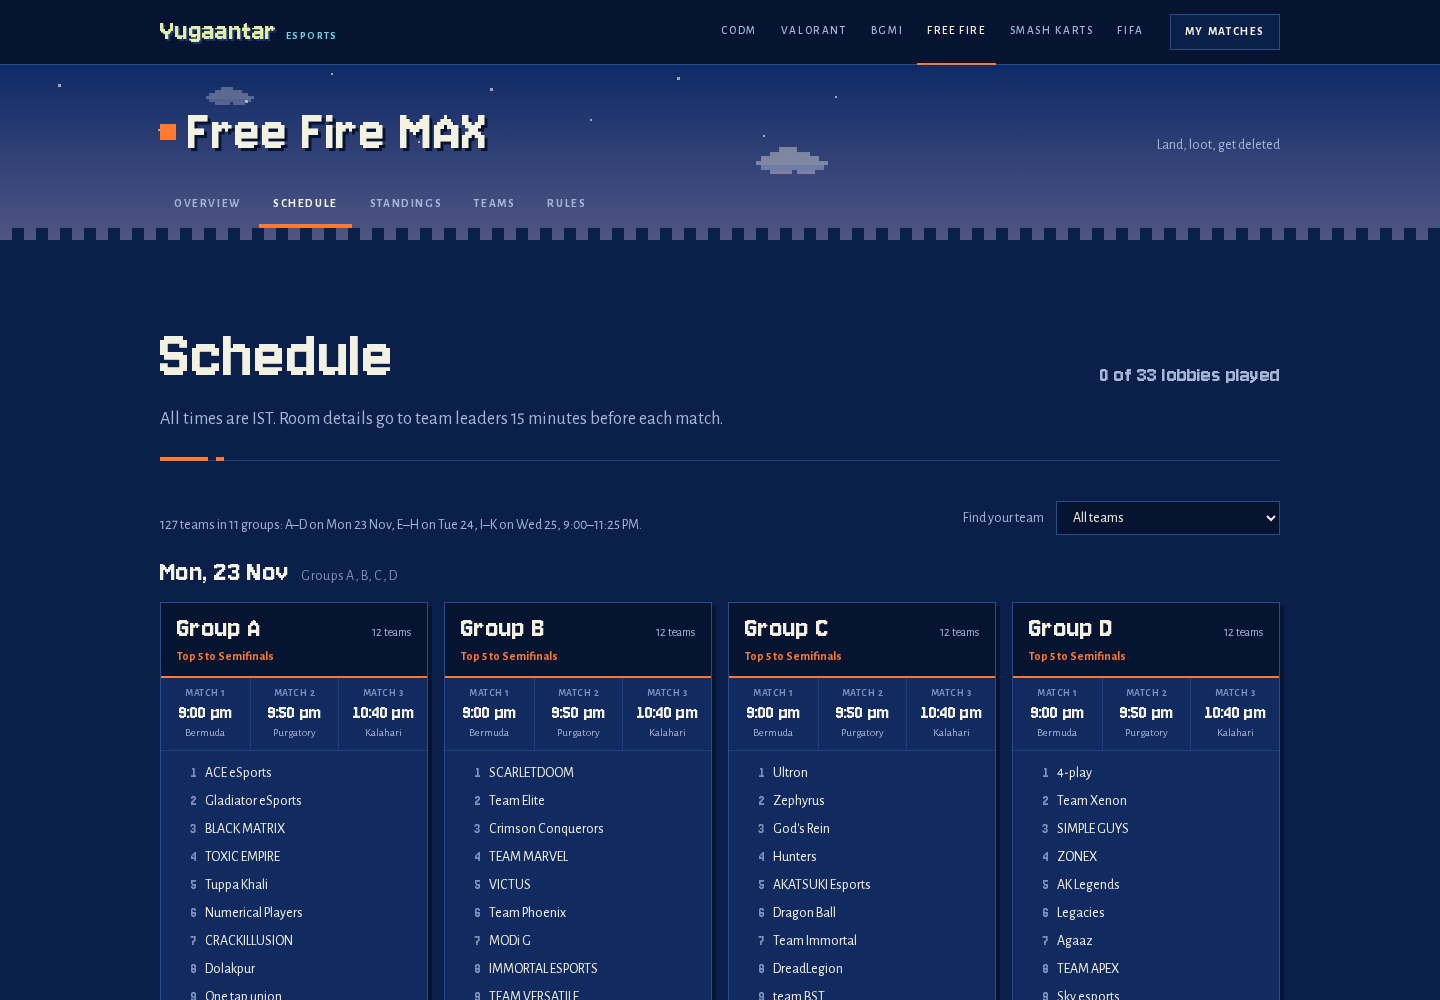 Yugaantar ESPORTS
CODM VALORANT BGMI FREE FIRE SMASH KARTS FIFA MY MATCHES
Free Fire MAX
Land, loot, get deleted
OVERVIEW SCHEDULE STANDINGS TEAMS RULES
Schedule
0 of 33 lobbies played
All times are IST. Room details go to team leaders 15 minutes before each match.
127 teams in 11 groups: A–D on Mon 23 Nov, E–H on Tue 24, I–K on Wed 25, 9:00–11:25 PM.
Find your team All teams
Mon, 23 Nov Groups A, B, C, D
Group A 12 teams
Top 5 to Semifinals
MATCH 1 MATCH 2 MATCH 3
9:00 pm 9:50 pm 10:40 pm
Bermuda Purgatory Kalahari
1 ACE eSports
2 Gladiator eSports
3 BLACK MATRIX
4 TOXIC EMPIRE
5 Tuppa Khali
6 Numerical Players
7 CRACKILLUSION
8 Dolakpur
9 One tap union
Group B 12 teams
Top 5 to Semifinals
MATCH 1 MATCH 2 MATCH 3
9:00 pm 9:50 pm 10:40 pm
Bermuda Purgatory Kalahari
1 SCARLETDOOM
2 Team Elite
3 Crimson Conquerors
4 TEAM MARVEL
5 VICTUS
6 Team Phoenix
7 MODi G
8 IMMORTAL ESPORTS
9 TEAM VERSATILE
Group C 12 teams
Top 5 to Semifinals
MATCH 1 MATCH 2 MATCH 3
9:00 pm 9:50 pm 10:40 pm
Bermuda Purgatory Kalahari
1 Ultron
2 Zephyrus
3 God's Rein
4 Hunters
5 AKATSUKI Esports
6 Dragon Ball
7 Team Immortal
8 DreadLegion
9 team BST
Group D 12 teams
Top 5 to Semifinals
MATCH 1 MATCH 2 MATCH 3
9:00 pm 9:50 pm 10:40 pm
Bermuda Purgatory Kalahari
1 4-play
2 Team Xenon
3 SIMPLE GUYS
4 ZONEX
5 AK Legends
6 Legacies
7 Agaaz
8 TEAM APEX
9 Sky esports